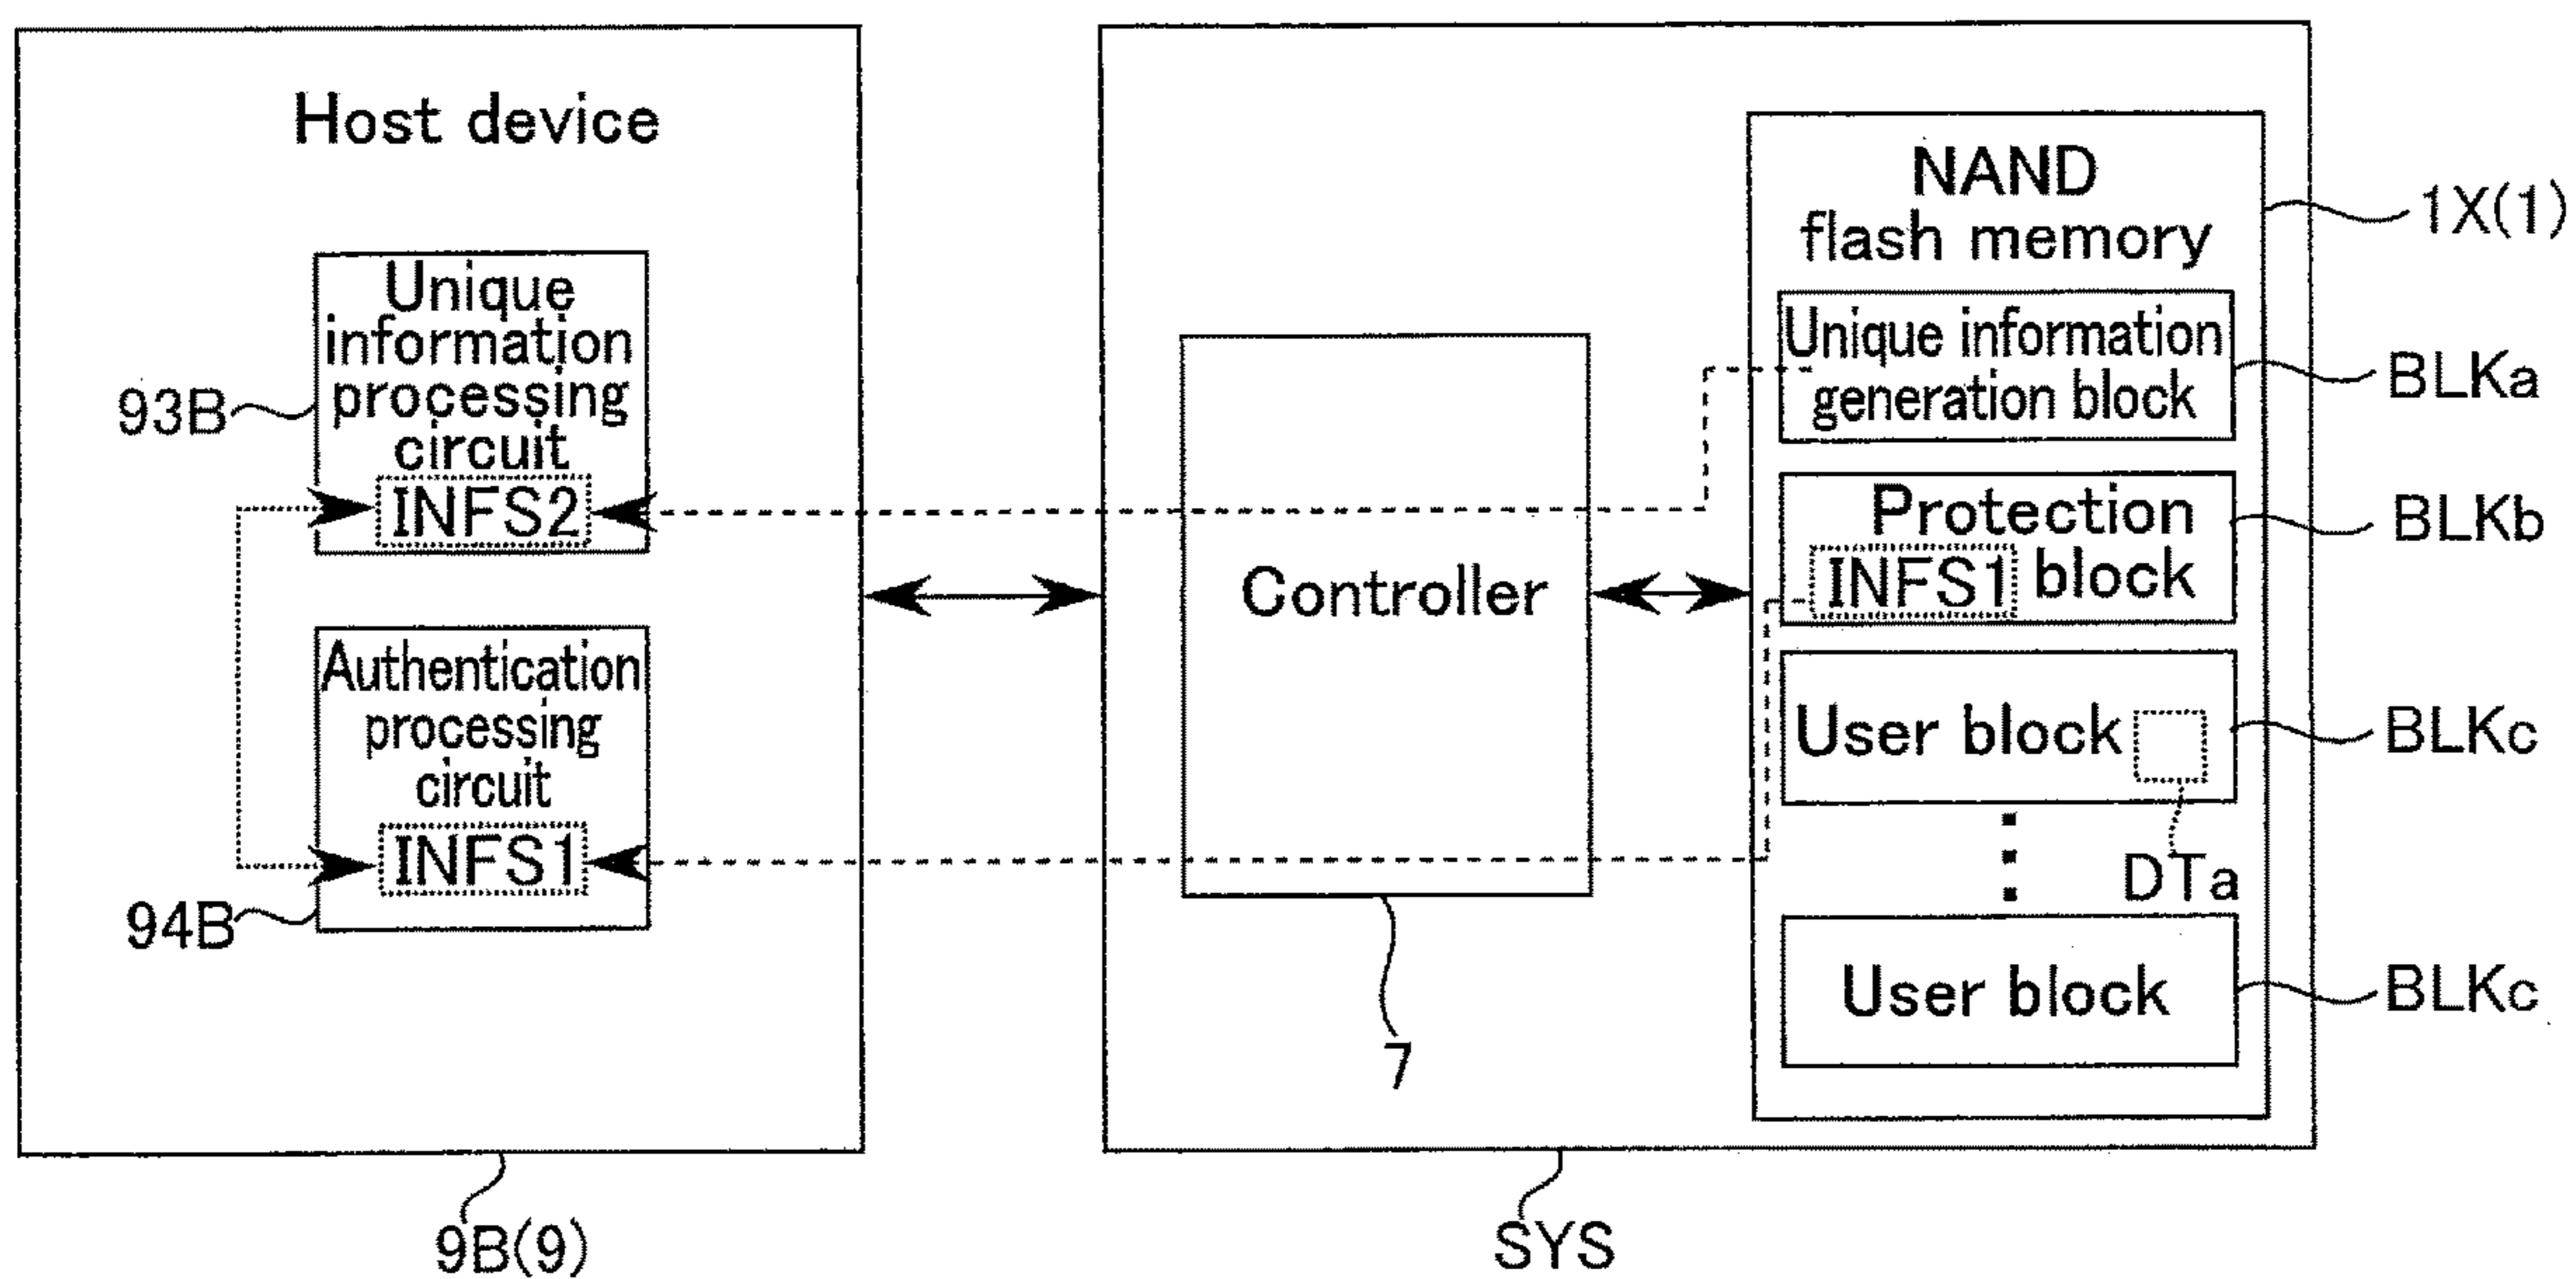 Host device
Unique
information
processing
circuit
INFS2
93B
Authentication
processing
circuit
INFS1
94B
9B(9)
Controller
7
SYS
NAND
flash memory
1X(1)
Unique information
generation block
BLKa
Protection
block
INFS1
BLKb
User block
BLKc
DTa
User block
BLKc